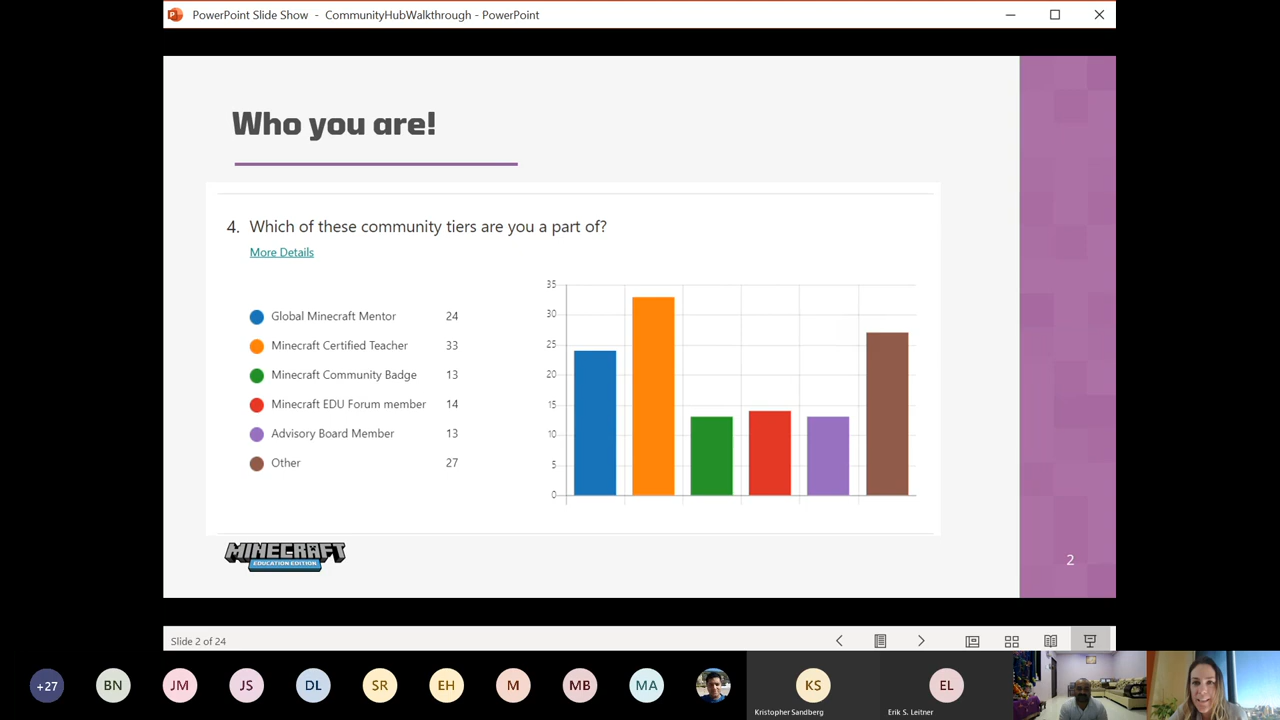 PowerPoint Slide Show - CommunityHubWalkthrough - PowerPoint
Who you are!
4. Which of these community tiers are you a part of?
More Details
Global Minecraft Mentor 24
Minecraft Certified Teacher 33
Minecraft Community Badge 13
Minecraft EDU Forum member 14
Advisory Board Member 13
Other 27
35
30
25
20
15
10
5
0
MINECRAFT
EDUCATION EDITION
2
Slide 2 of 24
+27
BN
JM
JS
DL
SR
EH
M
MB
MA
KS
EL
Kristopher Sandberg
Erik S. Leitner